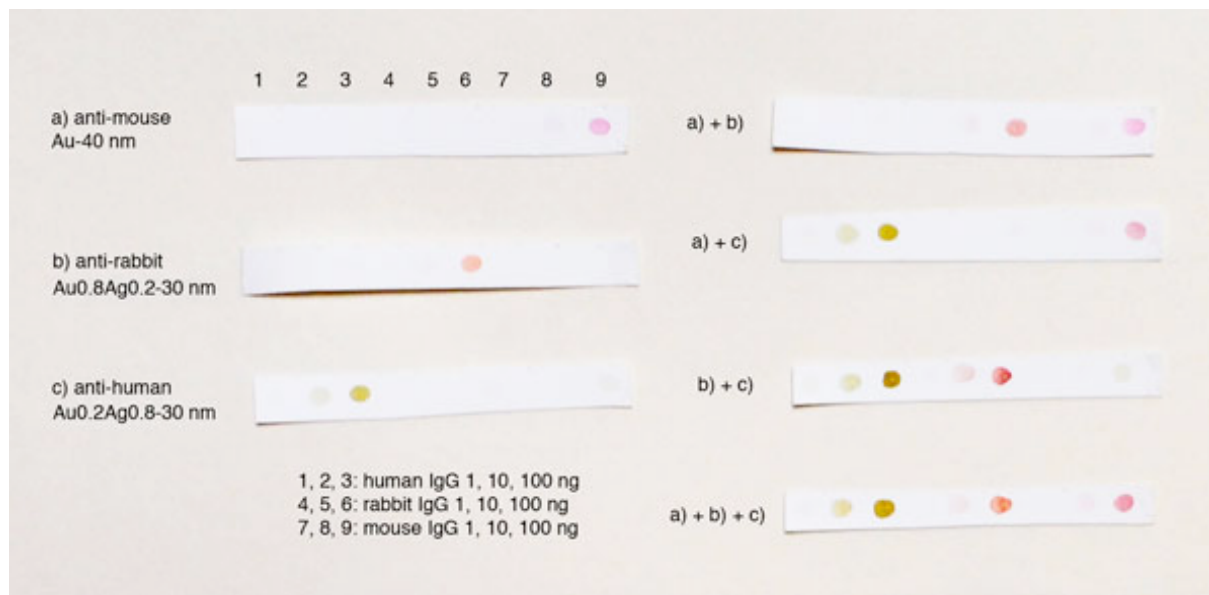 1 2 3 4 5 6 7 8 9
a) anti-mouse
Au-40 nm
a) + b)
b) anti-rabbit
Au0.8Ag0.2-30 nm
a) + c)
c) anti-human
Au0.2Ag0.8-30 nm
b) + c)
1, 2, 3: human IgG 1, 10, 100 ng
4, 5, 6: rabbit IgG 1, 10, 100 ng
7, 8, 9: mouse IgG 1, 10, 100 ng
a) + b) + c)